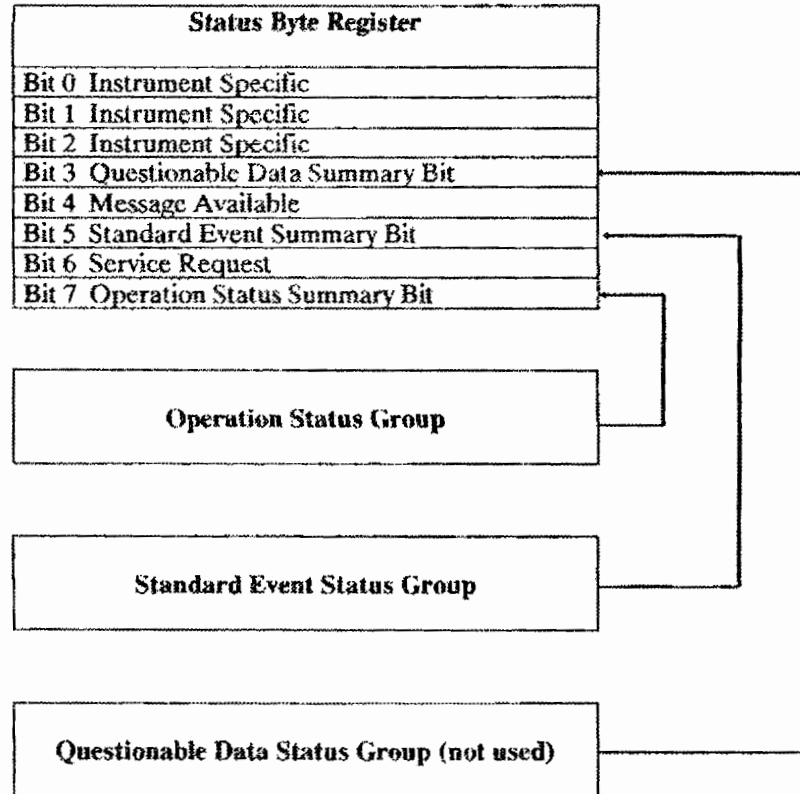 Status Byte Register
Bit 0 Instrument Specific
Bit 1 Instrument Specific
Bit 2 Instrument Specific
Bit 3 Questionable Data Summary Bit
Bit 4 Message Available
Bit 5 Standard Event Summary Bit
Bit 6 Service Request
Bit 7 Operation Status Summary Bit
Operation Status Group
Standard Event Status Group
Questionable Data Status Group (not used)